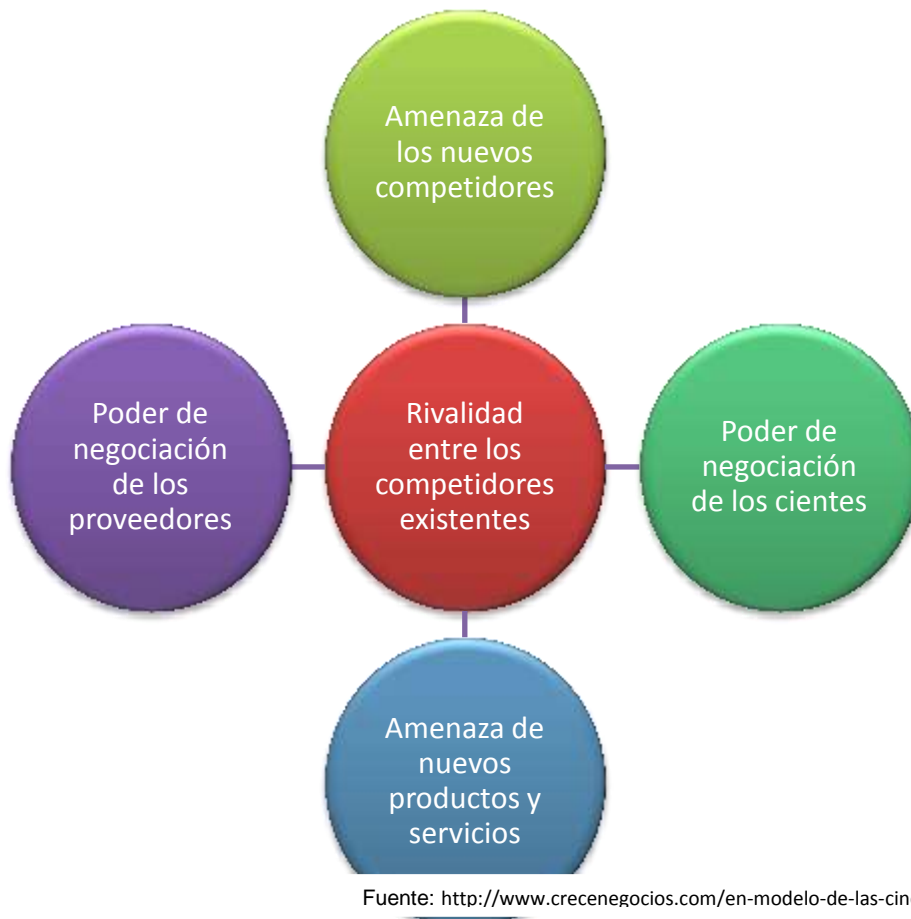 Amenaza de
los nuevos
competidores
Poder de
negociación
de los
proveedores
Rivalidad
entre los
competidores
existentes
Poder de
negociación
de los cientes
Amenaza de
nuevos
productos y
servicios
Fuente: http://www.crecenegocios.com/en-modelo-de-las-cin